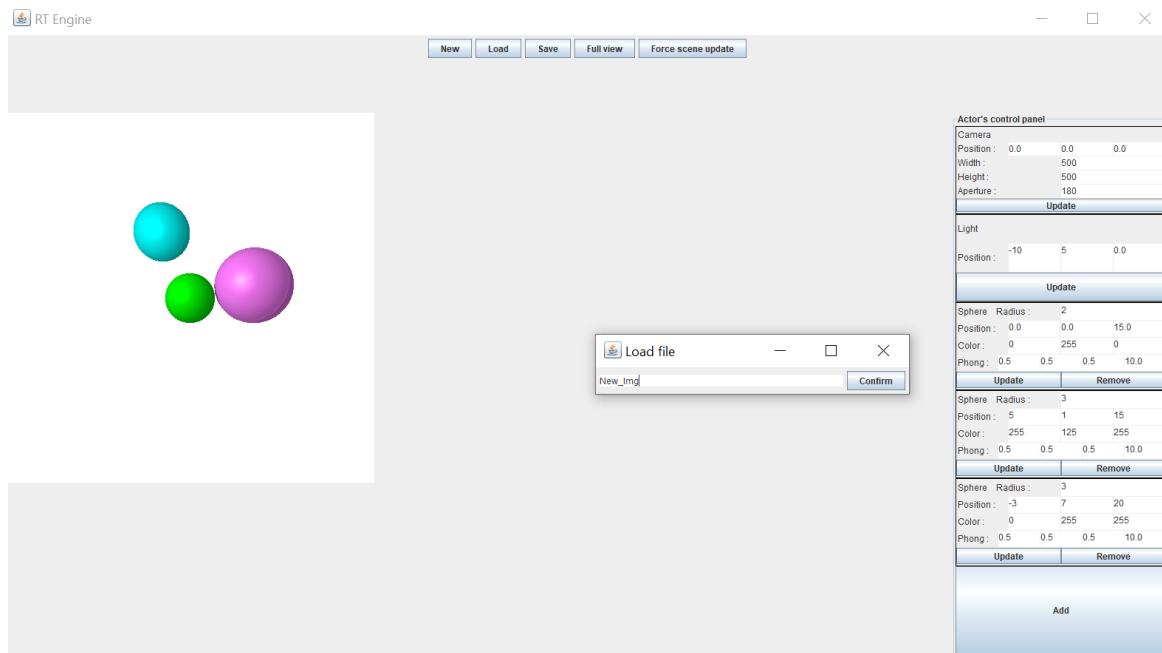 RT Engine
New Load Save Full view Force scene update
Actor's control panel
Camera
Position : 0.0 0.0 0.0
Width : 500
Height : 500
Aperture : 180
Update
Light
Position : -10 5 0.0
Update
Sphere Radius : 2
Position : 0.0 0.0 15.0
Color : 0 255 0
Phong : 0.5 0.5 0.5 10.0
Update Remove
Sphere Radius : 3
Position : 5 1 15
Color : 255 125 255
Phong : 0.5 0.5 0.5 10.0
Update Remove
Sphere Radius : 3
Position : -3 7 20
Color : 0 255 255
Phong : 0.5 0.5 0.5 10.0
Update Remove
Add
Load file
New_Img Confirm